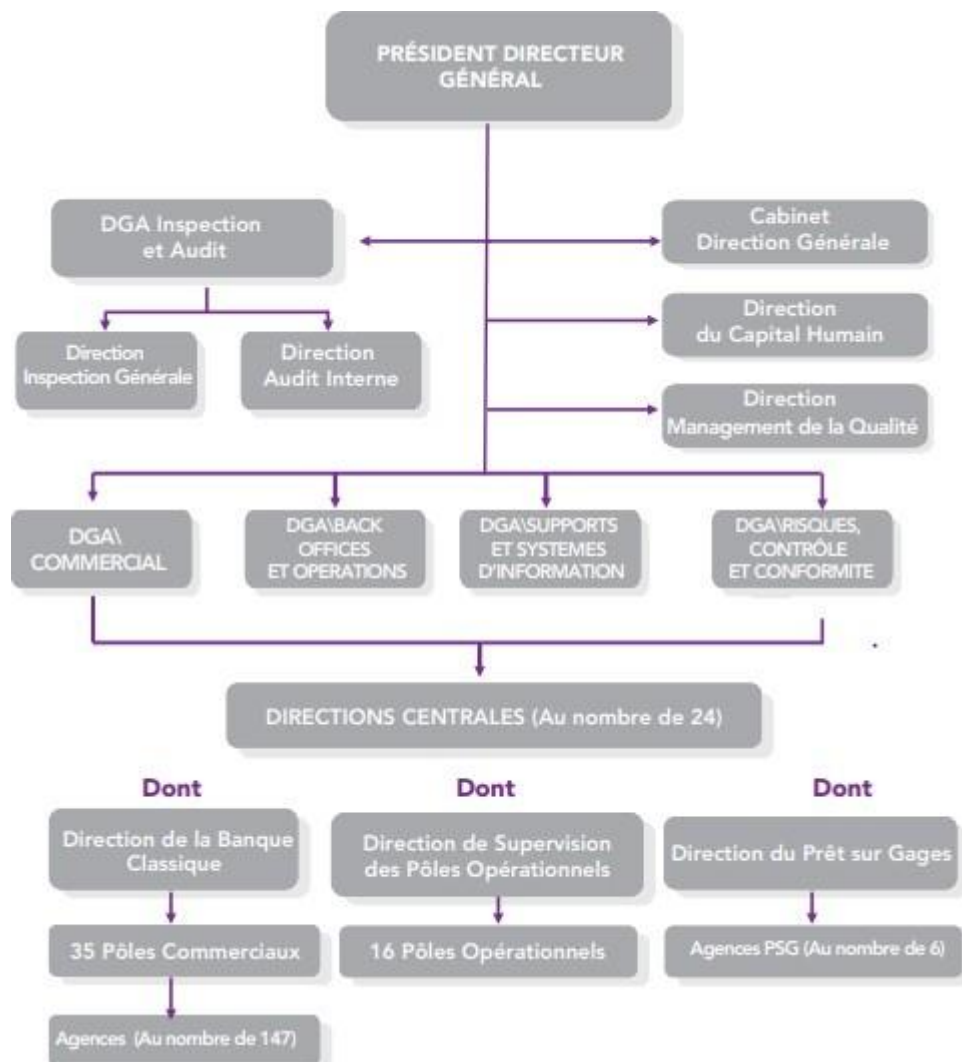 PRÉSIDENT DIRECTEUR
GÉNÉRAL
DGA Inspection
et Audit
Cabinet
Direction Générale
Direction
Inspection Générale
Direction
Audit Interne
Direction
du Capital Humain
Direction
Management de la Qualité
DGA\
COMMERCIAL
DGA\BACK
OFFICES
ET OPERATIONS
DGA\SUPPORTS
ET SYSTEMES
D'INFORMATION
DGA\RISQUES,
CONTRÔLE
ET CONFORMITE
DIRECTIONS CENTRALES (Au nombre de 24)
Dont
Dont
Dont
Direction de la Banque
Classique
Direction de Supervision
des Pôles Opérationnels
Direction du Prêt sur Gages
35 Pôles Commerciaux
16 Pôles Opérationnels
Agences PSG (Au nombre de 6)
Agences (Au nombre de 147)